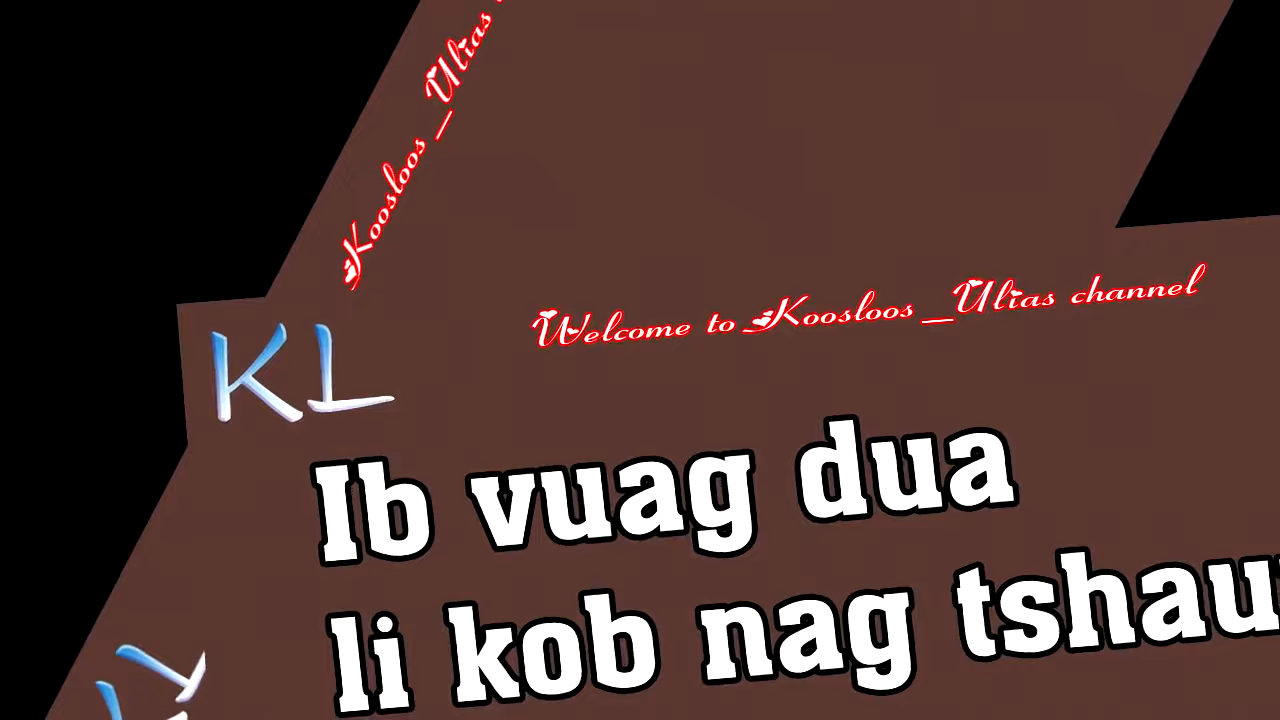 Koosloos _Ulias
Welcome to Koosloos _Ulias channel
KL
Ib vuag dua
li kob nag